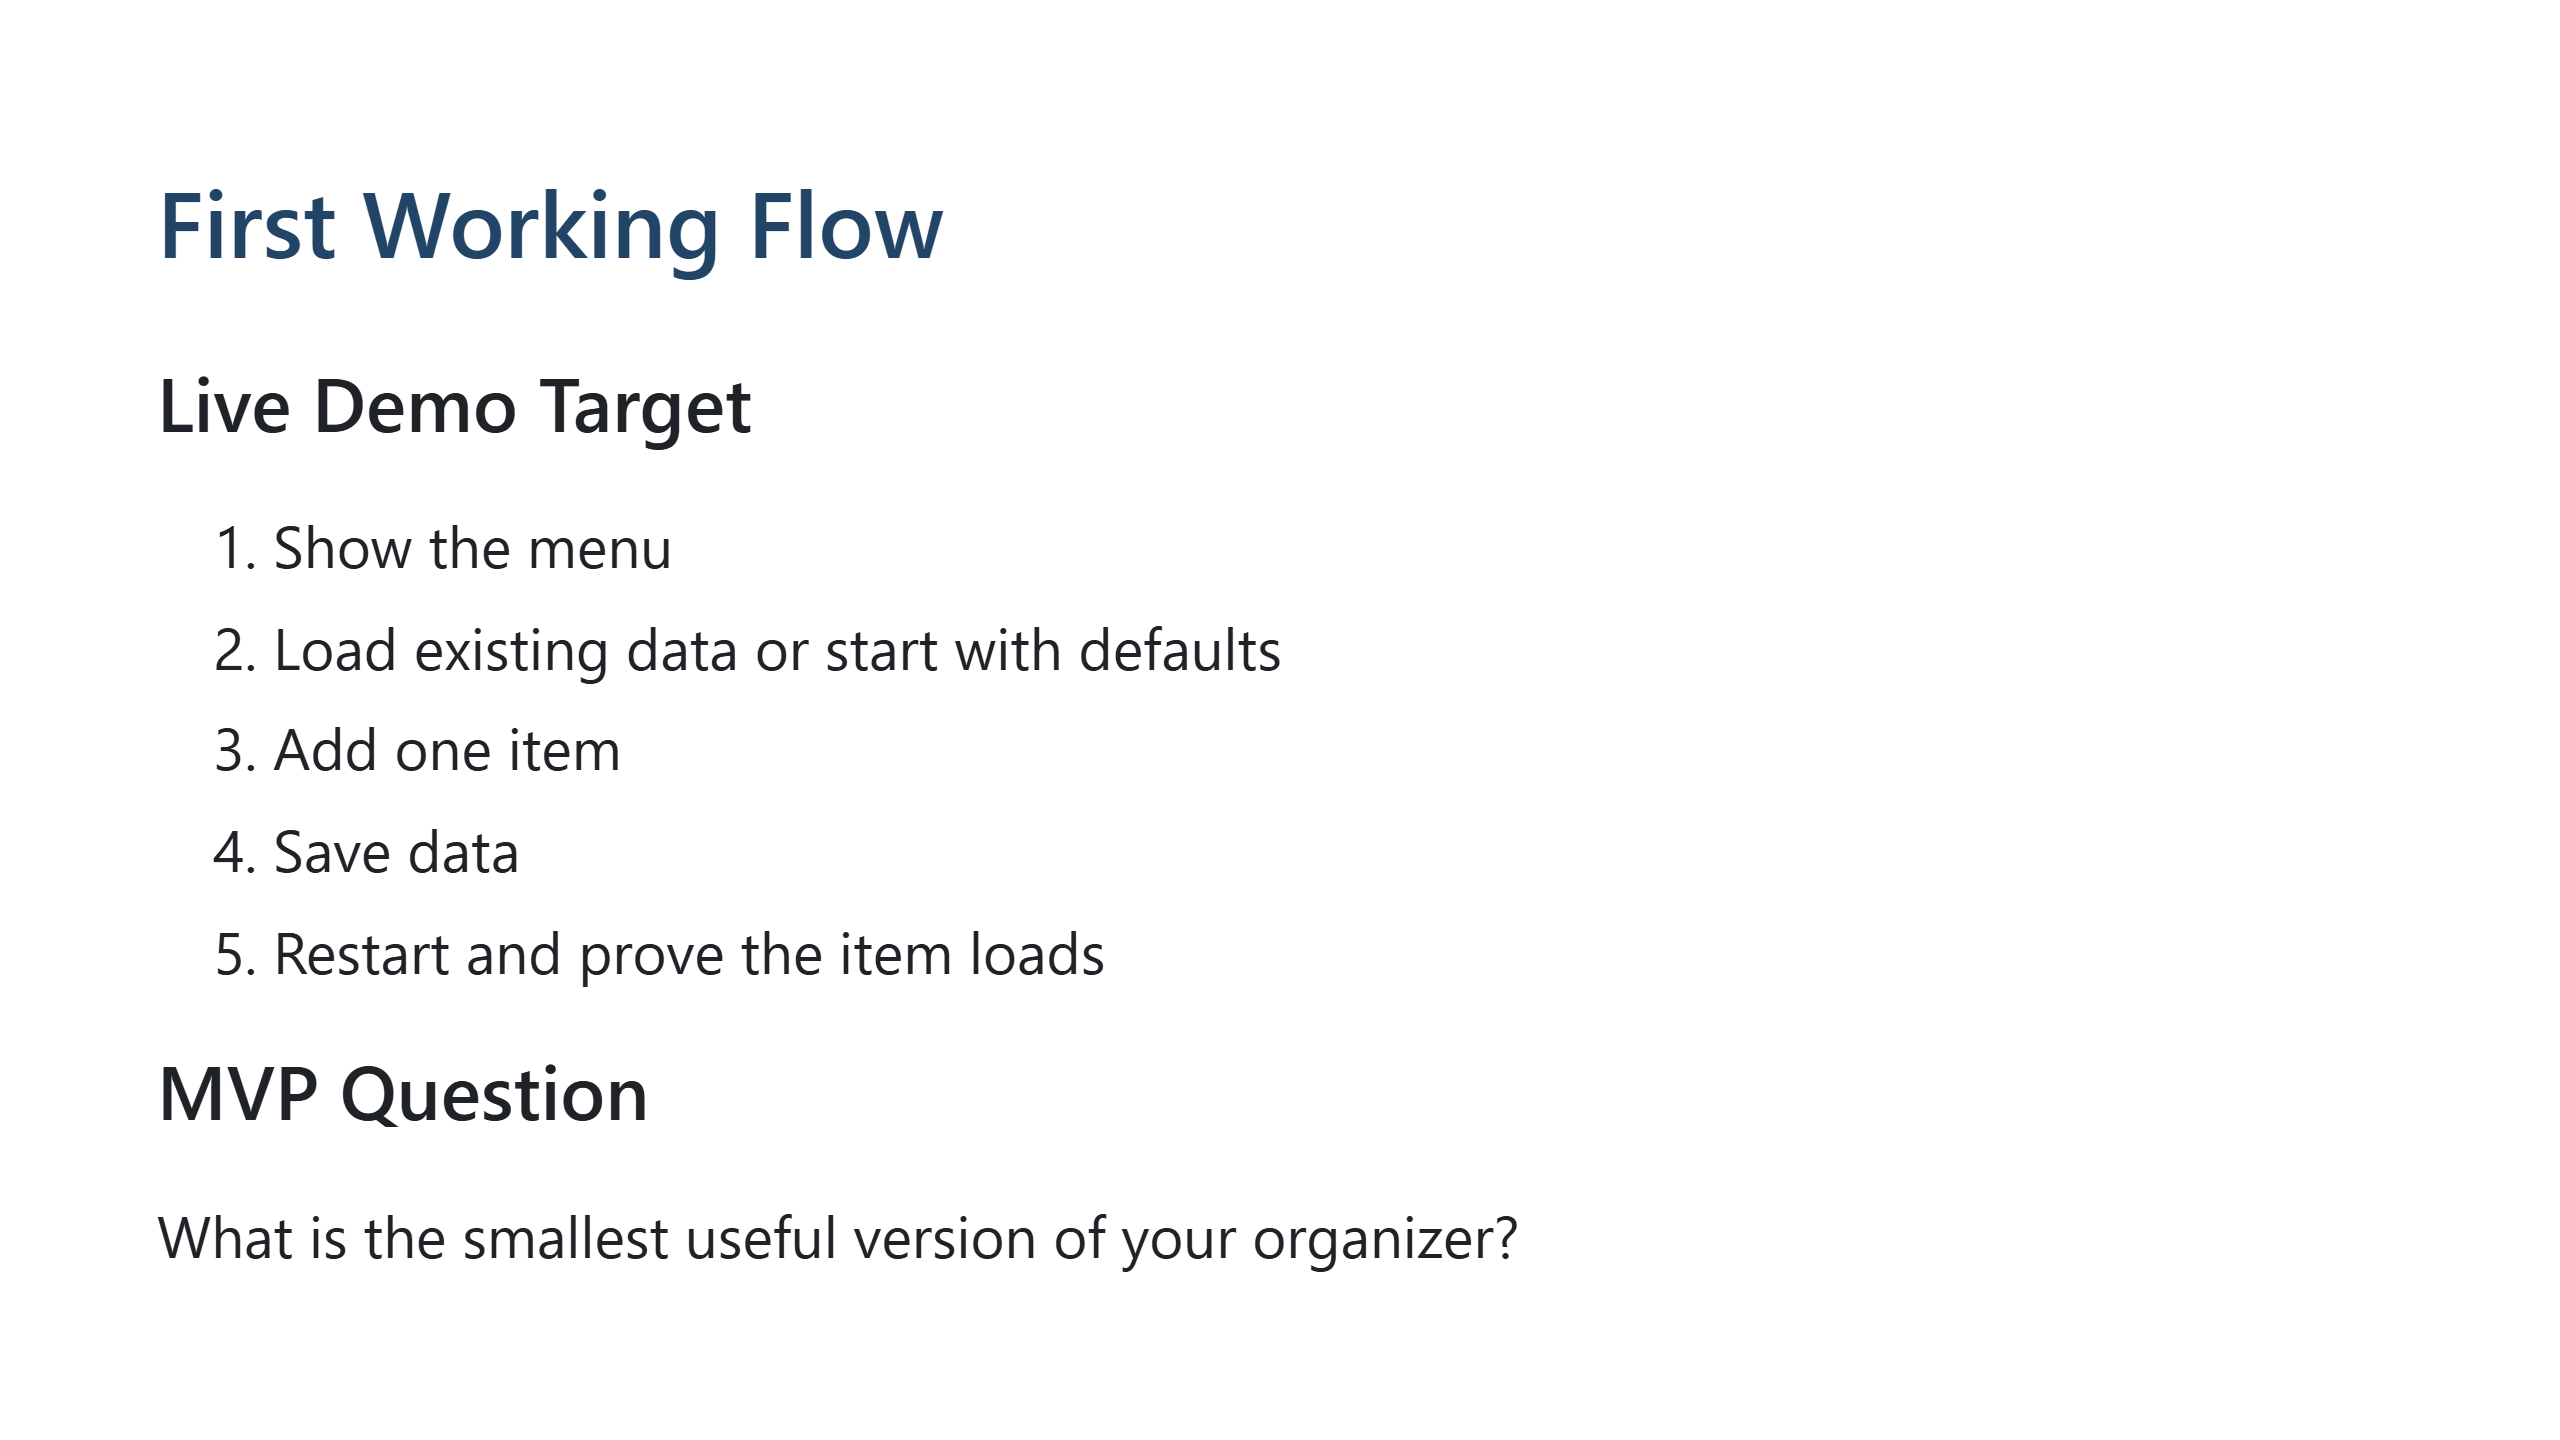 First Working Flow
Live Demo Target
1. Show the menu
2. Load existing data or start with defaults
3. Add one item
4. Save data
5. Restart and prove the item loads
MVP Question
What is the smallest useful version of your organizer?